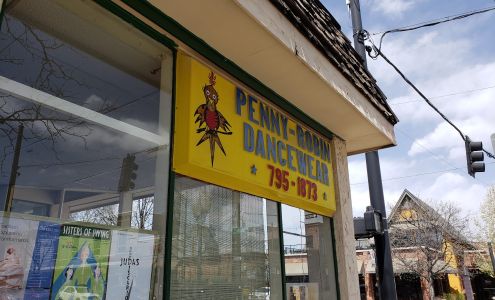 PENNY-ROBIN
DANCEWEAR
795-1873
SISTERS OF SWING
JUDAS